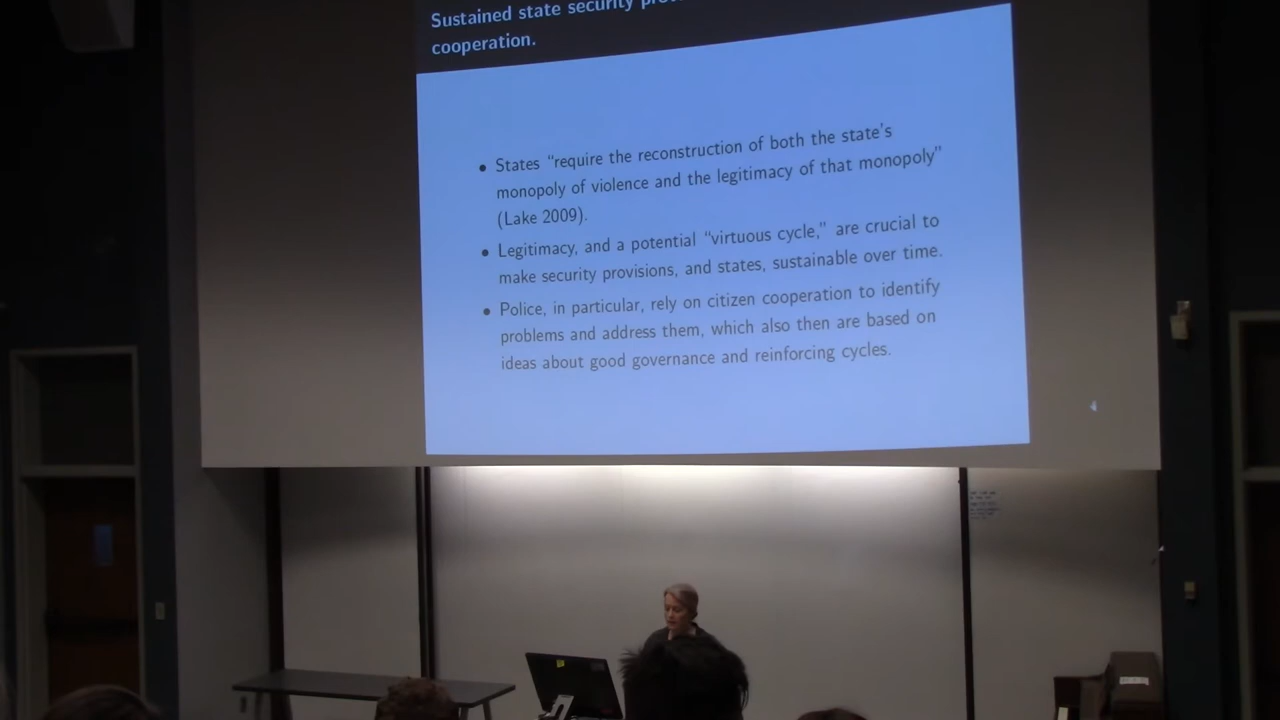 Sustained state security
cooperation.
• States “require the reconstruction of both the state’s
monopoly of violence and the legitimacy of that monopoly”
(Lake 2009).
• Legitimacy, and a potential “virtuous cycle,” are crucial to
make security provisions, and states, sustainable over time.
• Police, in particular, rely on citizen cooperation to identify
problems and address them, which also then are based on
ideas about good governance and reinforcing cycles.